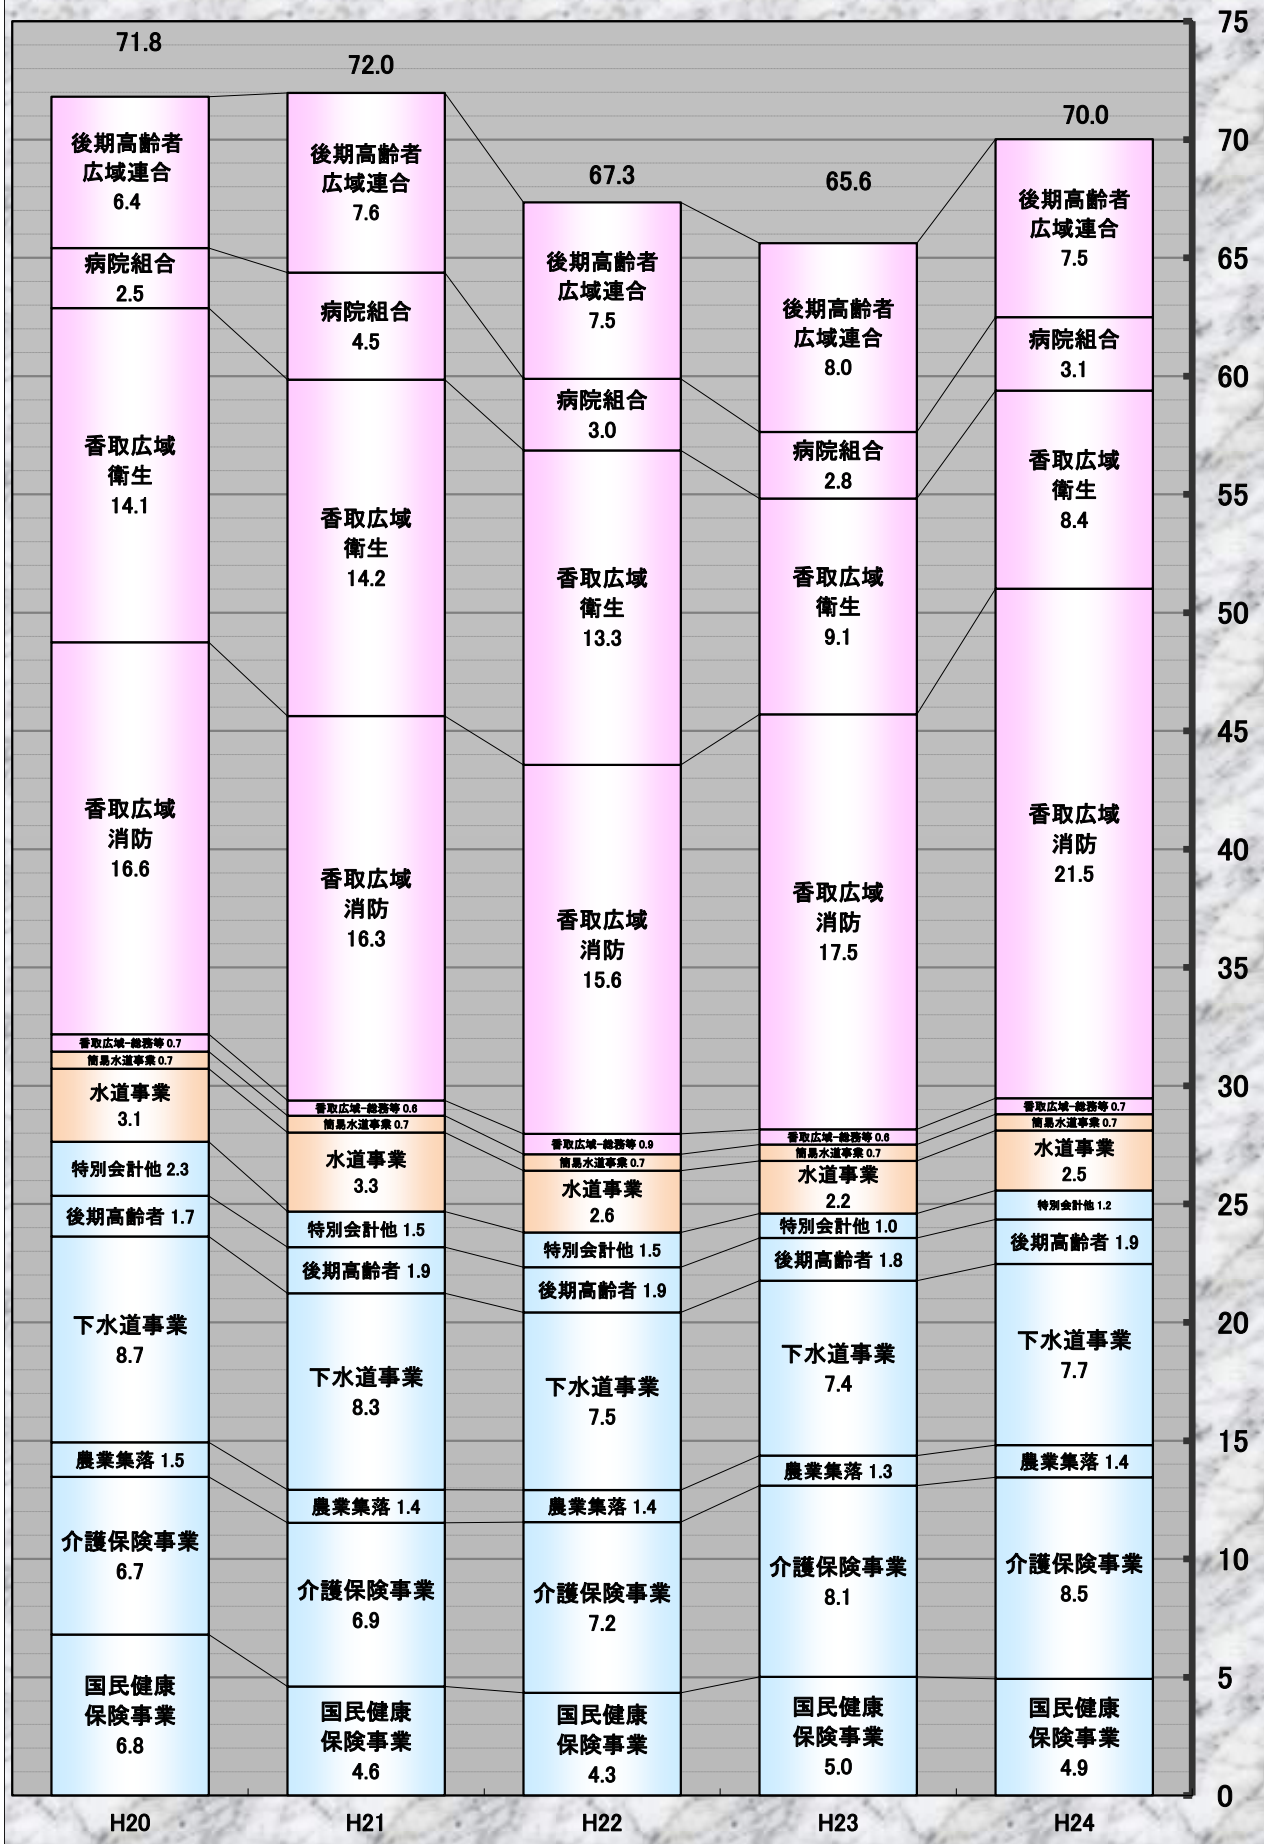 71.8
後期高齢者
広域連合
6.4
病院組合
2.5
香取広域
衛生
14.1
香取広域
消防
16.6
香取広域-総務等 0.7
簡易水道事業 0.7
水道事業
3.1
特別会計他 2.3
後期高齢者 1.7
下水道事業
8.7
農業集落 1.5
介護保険事業
6.7
国民健康
保険事業
6.8
H20
72.0
後期高齢者
広域連合
7.6
病院組合
4.5
香取広域
衛生
14.2
香取広域
消防
16.3
香取広域-総務等 0.6
簡易水道事業 0.7
水道事業
3.3
特別会計他 1.5
後期高齢者 1.9
下水道事業
8.3
農業集落 1.4
介護保険事業
6.9
国民健康
保険事業
4.6
H21
67.3
後期高齢者
広域連合
7.5
病院組合
3.0
香取広域
衛生
13.3
香取広域
消防
15.6
香取広域-総務等 0.9
簡易水道事業 0.7
水道事業
2.6
特別会計他 1.5
後期高齢者 1.9
下水道事業
7.5
農業集落 1.4
介護保険事業
7.2
国民健康
保険事業
4.3
H22
65.6
後期高齢者
広域連合
8.0
病院組合
2.8
香取広域
衛生
9.1
香取広域
消防
17.5
香取広域-総務等 0.6
簡易水道事業 0.7
水道事業
2.2
特別会計他 1.0
後期高齢者 1.8
下水道事業
7.4
農業集落 1.3
介護保険事業
8.1
国民健康
保険事業
5.0
H23
70.0
後期高齢者
広域連合
7.5
病院組合
3.1
香取広域
衛生
8.4
香取広域
消防
21.5
香取広域-総務等 0.7
簡易水道事業 0.7
水道事業
2.5
特別会計他 1.2
後期高齢者 1.9
下水道事業
7.7
農業集落 1.4
介護保険事業
8.5
国民健康
保険事業
4.9
H24
75
70
65
60
55
50
45
40
35
30
25
20
15
10
5
0